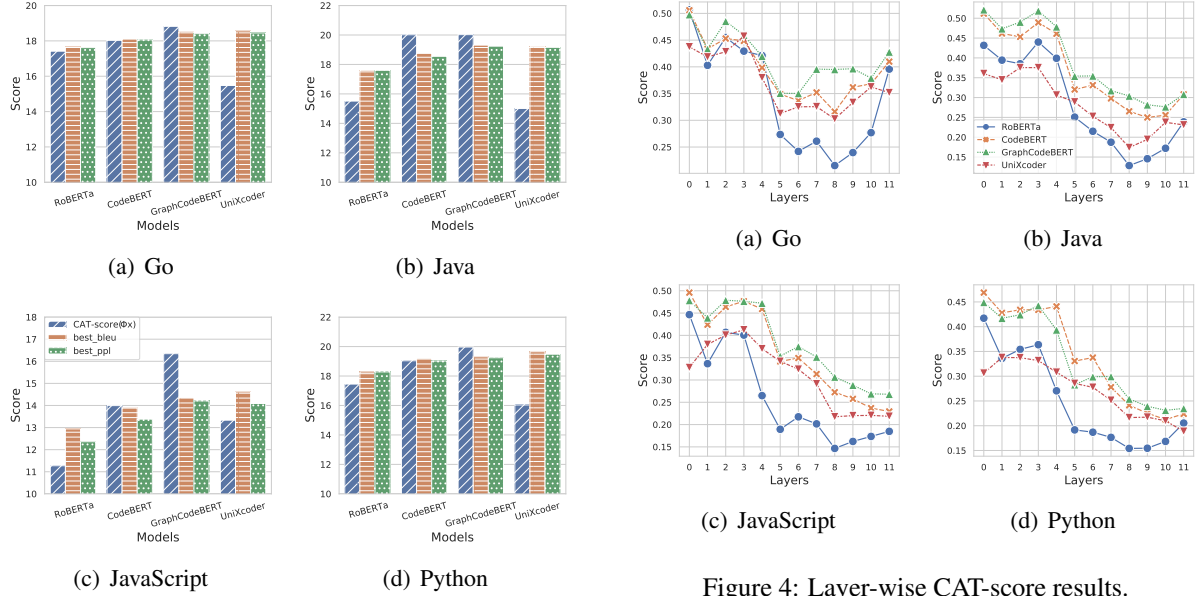 20
18
16
14
12
10
Score
RoBERTa
CodeBERT
GraphCodeBERT
UniXcoder
Models
(a) Go
22
20
18
16
14
12
10
Score
RoBERTa
CodeBERT
GraphCodeBERT
UniXcoder
Models
(b) Java
18
17
16
15
14
13
12
11
10
Score
CAT-score(Φx)
best_bleu
best_ppl
RoBERTa
CodeBERT
GraphCodeBERT
UniXcoder
Models
(c) JavaScript
22
20
18
16
14
12
10
Score
RoBERTa
CodeBERT
GraphCodeBERT
UniXcoder
Models
(d) Python
0.50
0.45
0.40
0.35
0.30
0.25
Score
0 1 2 3 4 5 6 7 8 9 10 11
Layers
(a) Go
0.50
0.45
0.40
0.35
0.30
0.25
0.20
0.15
Score
RoBERTa
CodeBERT
GraphCodeBERT
UniXcoder
0 1 2 3 4 5 6 7 8 9 10 11
Layers
(b) Java
0.50
0.45
0.40
0.35
0.30
0.25
0.20
0.15
Score
0 1 2 3 4 5 6 7 8 9 10 11
Layers
(c) JavaScript
0.45
0.40
0.35
0.30
0.25
0.20
0.15
Score
0 1 2 3 4 5 6 7 8 9 10 11
Layers
(d) Python
Figure 4: Layer-wise CAT-score results.